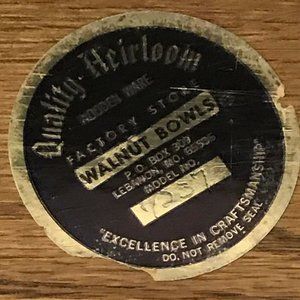 Quality Heirloom
WOODEN WARE
FACTORY STORE
WALNUT BOWLS
P.O. BOX 309
LEBANON, MO. 65536
MODEL NO.
"EXCELLENCE IN CRAFTSMANSHIP"
DO NOT REMOVE SEAL